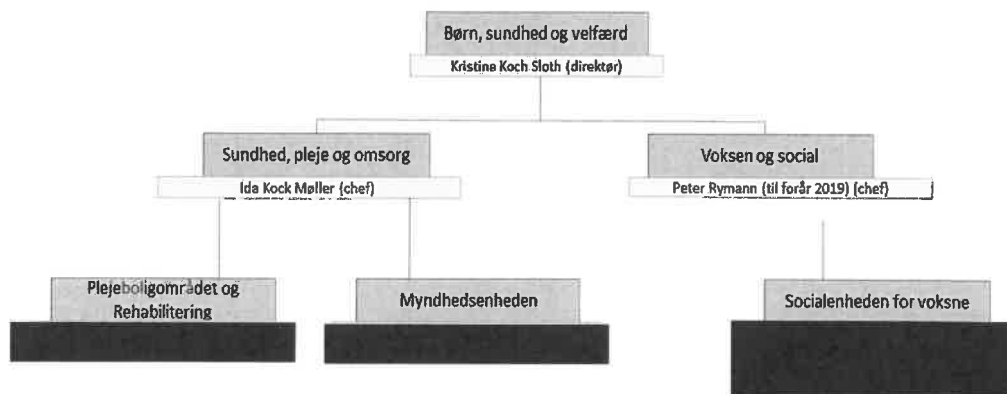 Børn, sundhed og velfærd
Kristine Koch Sloth (direktør)
Sundhed, pleje og omsorg
Ida Kock Møller (chef)
Voksen og social
Peter Rymann (til forår 2019) (chef)
Plejeboligområdet og
Rehabilitering
Myndhedsenheden
Socialenheden for voksne